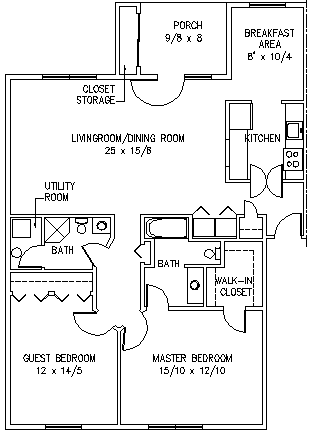 PORCH
9/8 x 8
BREAKFAST
AREA
8⁴ x 10/4
CLOSET
STORAGE
LIVINGROOM/DINING ROOM
25 x 15/8
KITCHEN
UTILITY
ROOM
BATH
BATH
WALK-IN
CLOSET
GUEST BEDROOM
12 x 14/5
MASTER BEDROOM
15/10 x 12/10